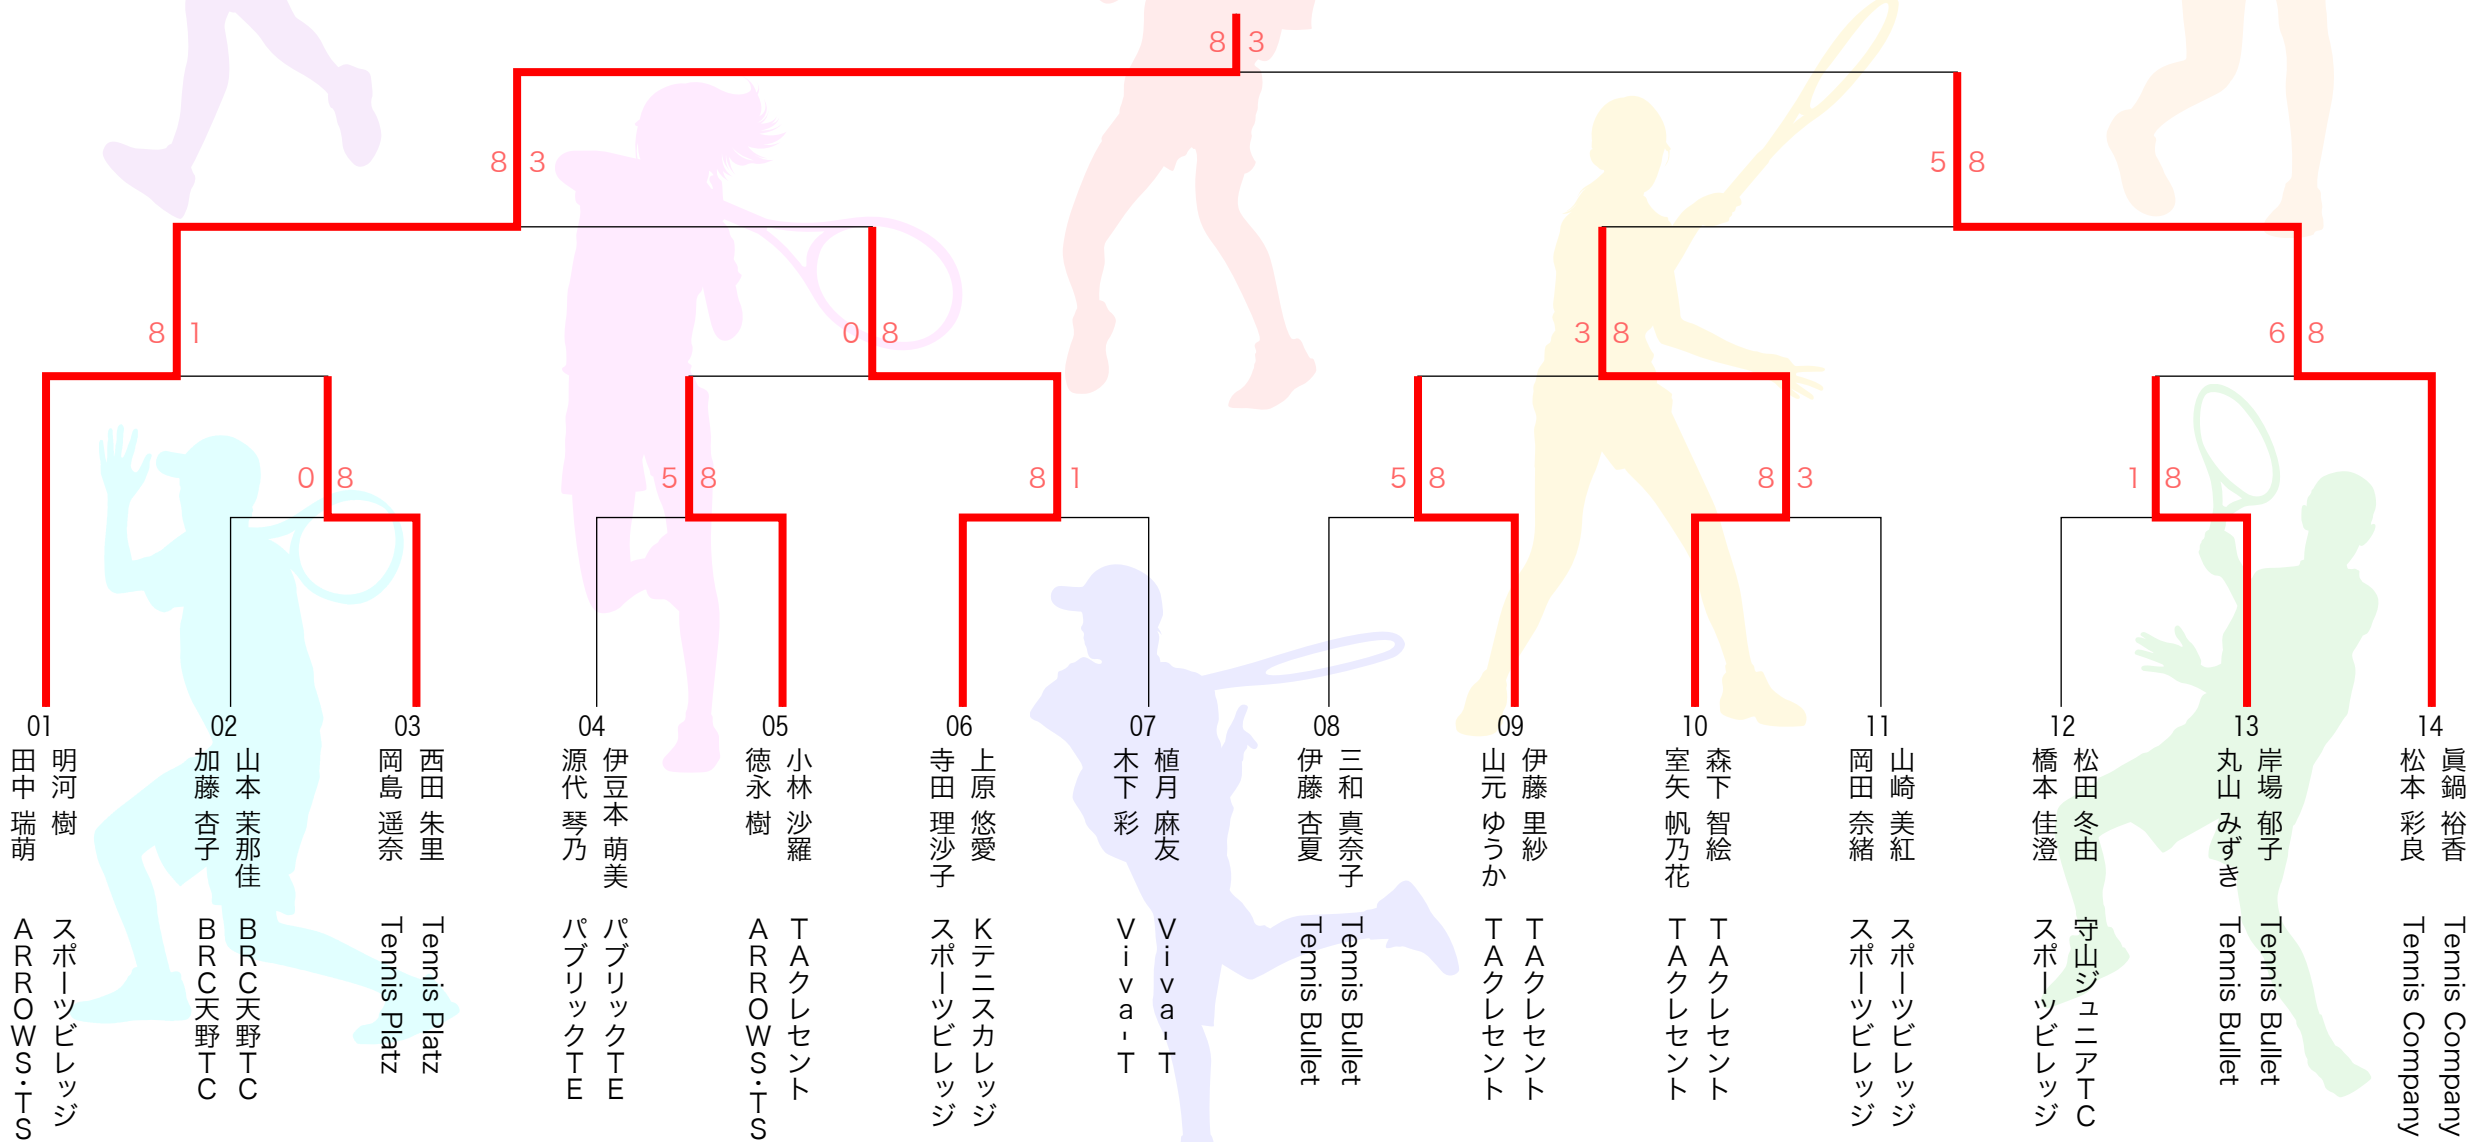 8 3
8 3
5 8
8 1
0 8
3 8
6 8
0 8
5 8
8 1
5 8
8 3
1 8
01
明河 樹
田中 瑞萌
スポーツビレッジ
ARROWS・TS
02
山本 茉那佳
加藤 杏子
BRC天野TC
BRC天野TC
03
西田 朱里
岡島 遥奈
Tennis Platz
Tennis Platz
04
伊豆本 萌美
源代 琴乃
パブリックTE
パブリックTE
05
小林 沙羅
徳永 樹
TAクレセント
ARROWS・TS
06
上原 悠愛
寺田 理沙子
Kテニスカレッジ
スポーツビレッジ
07
植月 麻友
木下 彩
Viva-T
Viva-T
08
三和 真奈子
伊藤 杏夏
Tennis Bullet
Tennis Bullet
09
伊藤 里紗
山元 ゆうか
TAクレセント
TAクレセント
10
森下 智絵
室矢 帆乃花
TAクレセント
TAクレセント
11
山崎 美紅
岡田 奈緒
スポーツビレッジ
スポーツビレッジ
12
松田 冬由
橋本 佳澄
守山ジュニアTC
スポーツビレッジ
13
岸場 郁子
丸山 みずき
Tennis Bullet
Tennis Bullet
14
眞鍋 裕香
松本 彩良
Tennis Company
Tennis Company